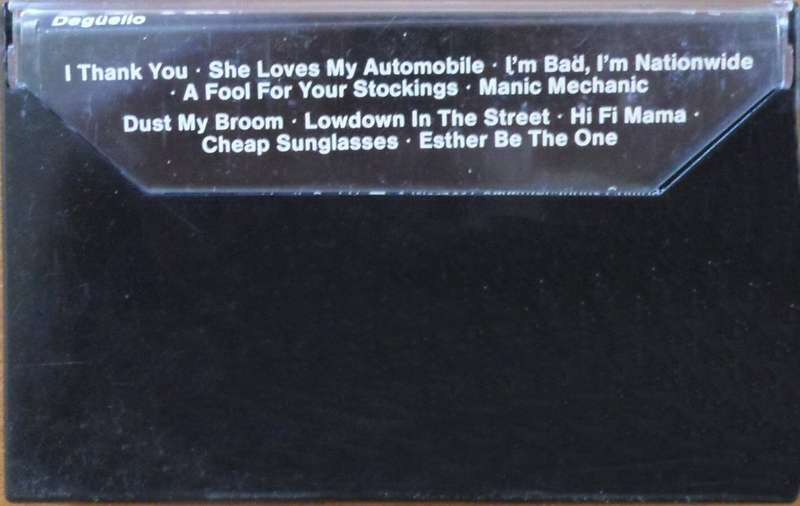 Degüello
I Thank You · She Loves My Automobile · I'm Bad, I'm Nationwide
· A Fool For Your Stockings · Manic Mechanic
Dust My Broom · Lowdown In The Street · Hi Fi Mama ·
Cheap Sunglasses · Esther Be The One